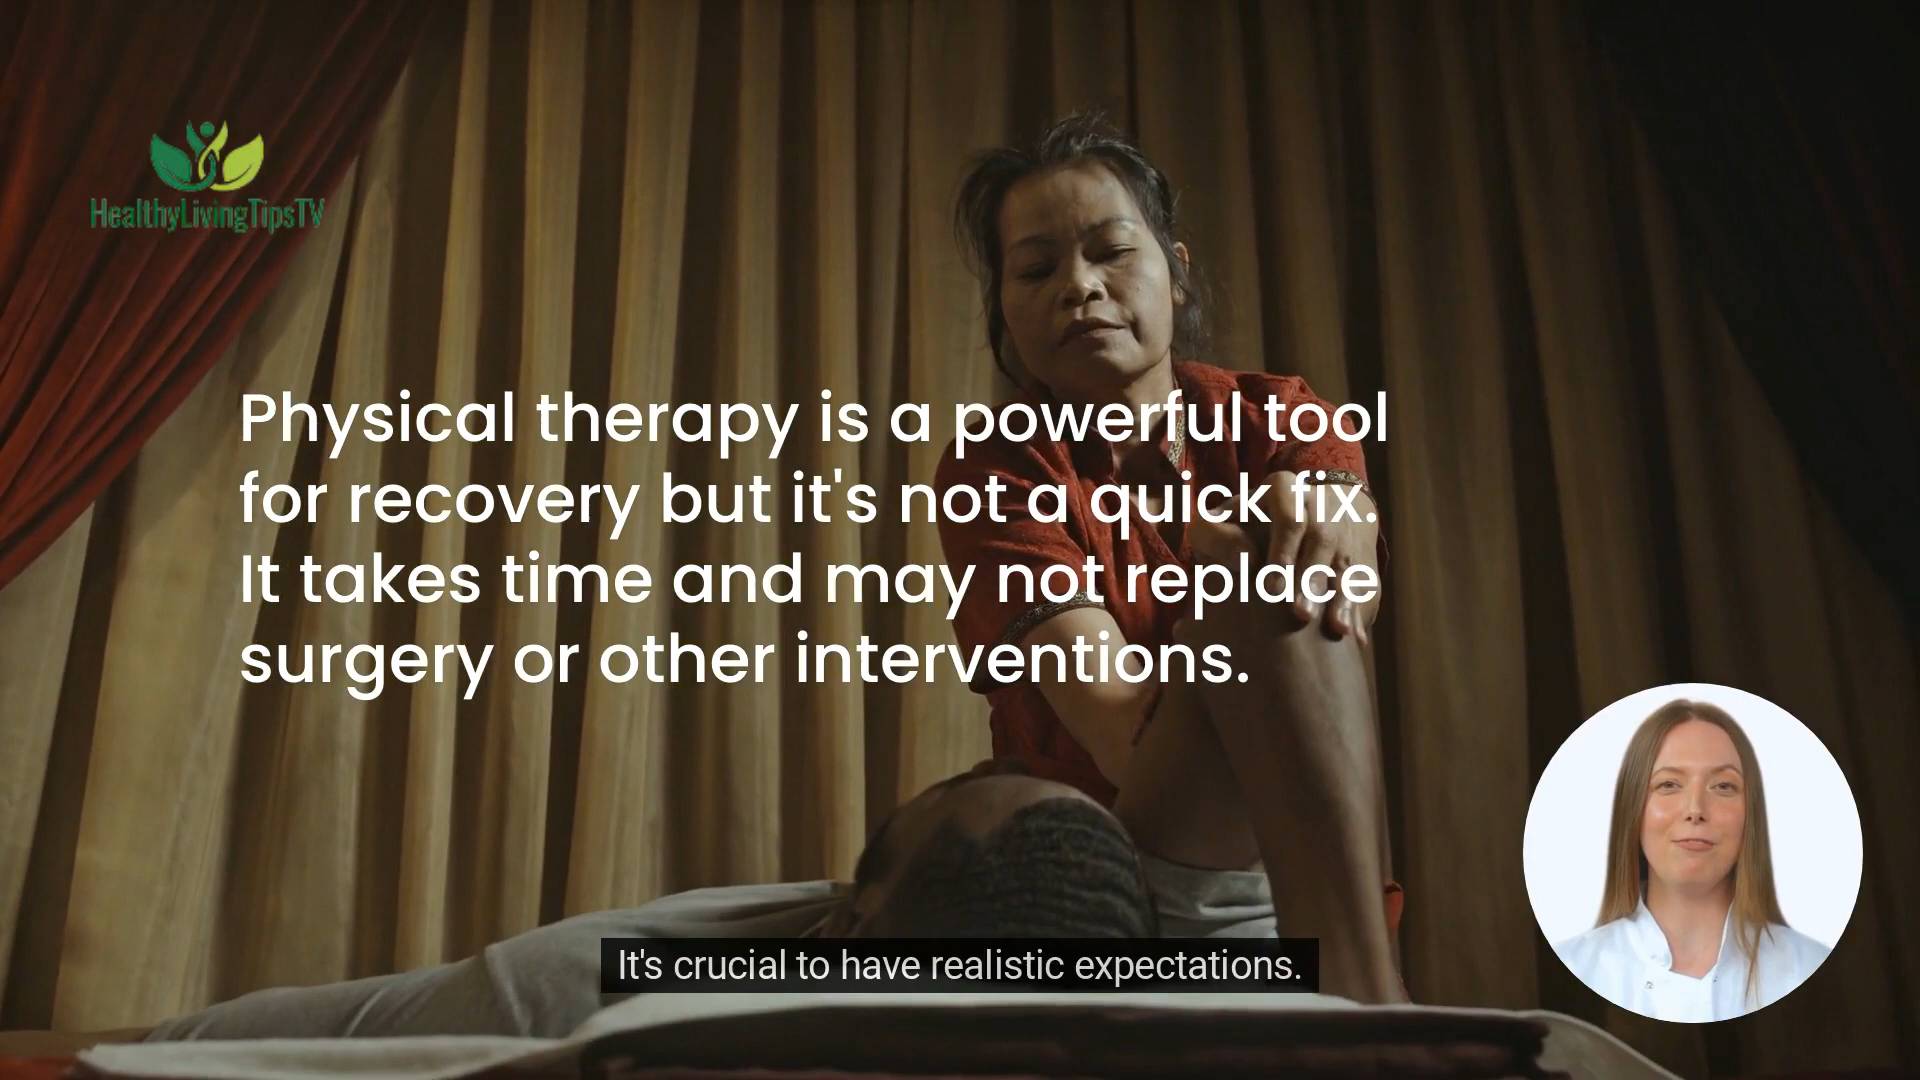 HealthyLivingTipsTV
Physical therapy is a powerful tool
for recovery but it's not a quick fix.
It takes time and may not replace
surgery or other interventions.
It's crucial to have realistic expectations.